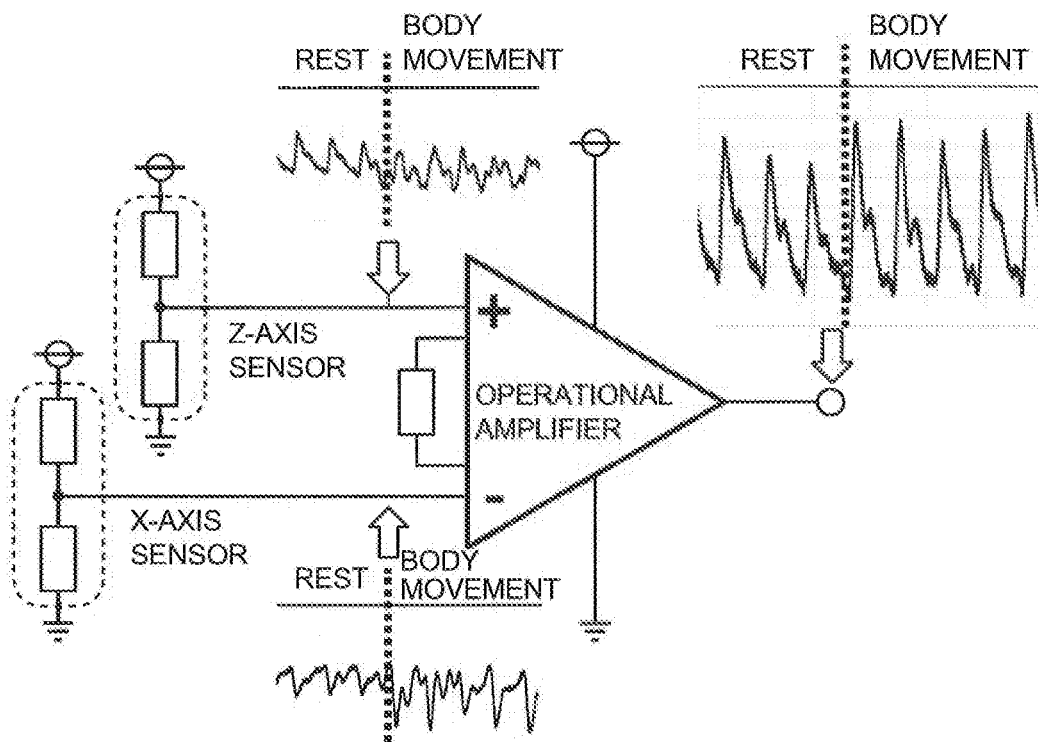 REST
BODY
MOVEMENT
REST
BODY
MOVEMENT
Z-AXIS
SENSOR
+
OPERATIONAL
AMPLIFIER
-
X-AXIS
SENSOR
REST
BODY
MOVEMENT